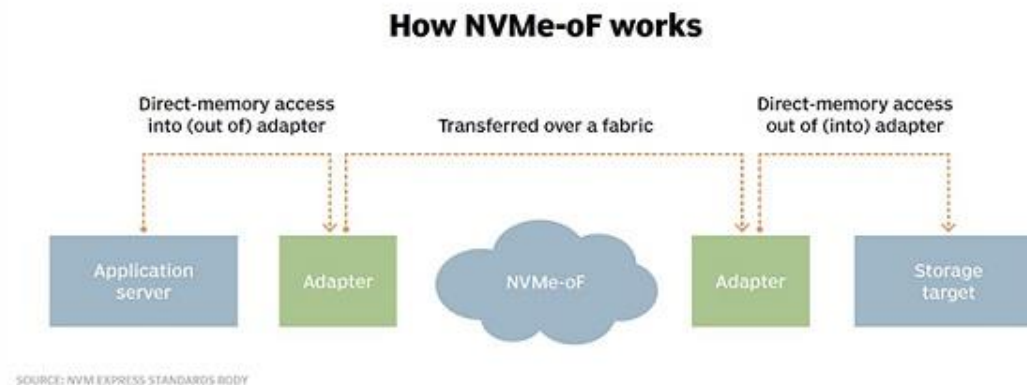 How NVMe-oF works
Direct-memory access
into (out of) adapter
Transferred over a fabric
Direct-memory access
out of (into) adapter
Application
server
Adapter
NVMe-oF
Adapter
Storage
target
SOURCE: NVM EXPRESS STANDARDS BODY